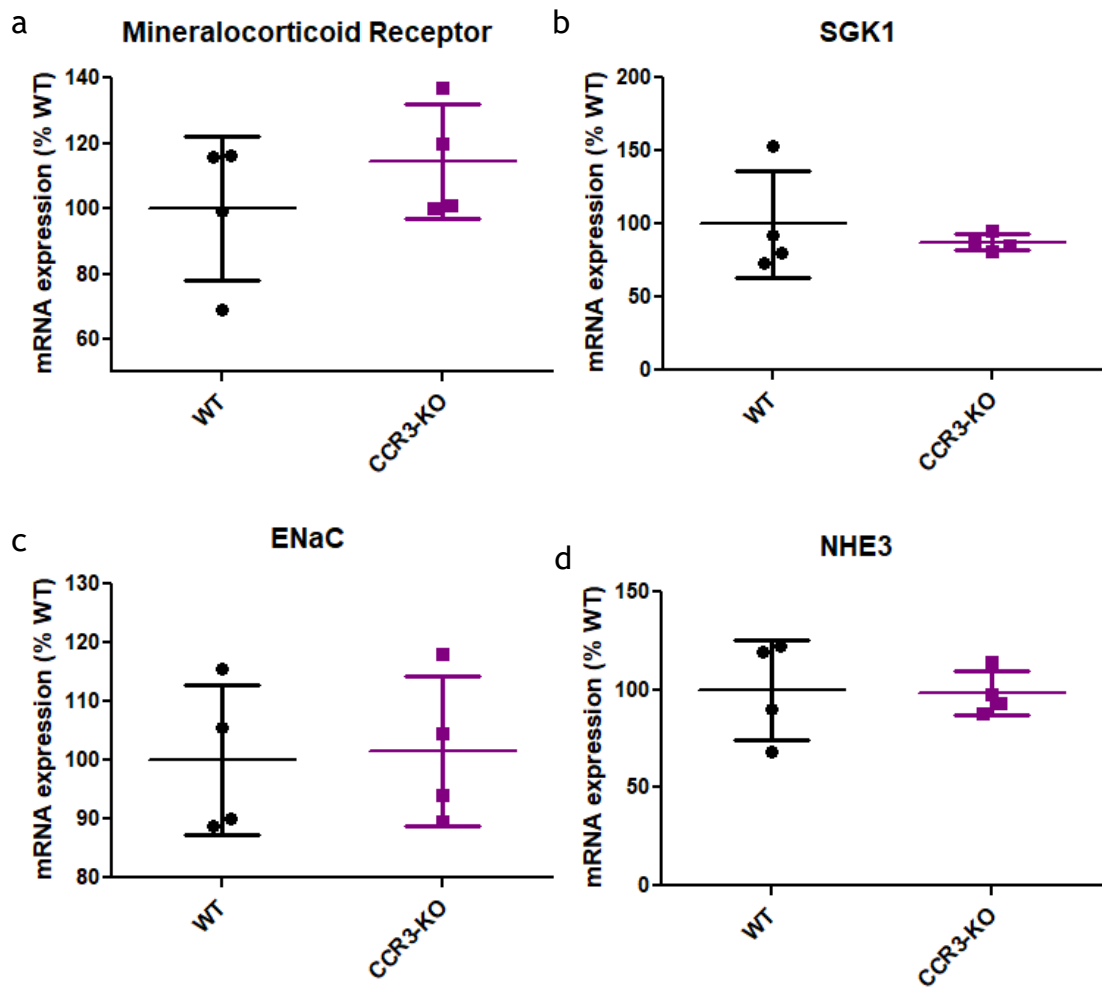 a
Mineralocorticoid Receptor
mRNA expression (% WT)
140
120
100
80
60
WT
CCR3-KO
b
SGK1
mRNA expression (% WT)
200
150
100
50
0
WT
CCR3-KO
c
ENaC
mRNA expression (% WT)
130
120
110
100
90
80
WT
CCR3-KO
d
NHE3
mRNA expression (% WT)
150
100
50
0
WT
CCR3-KO